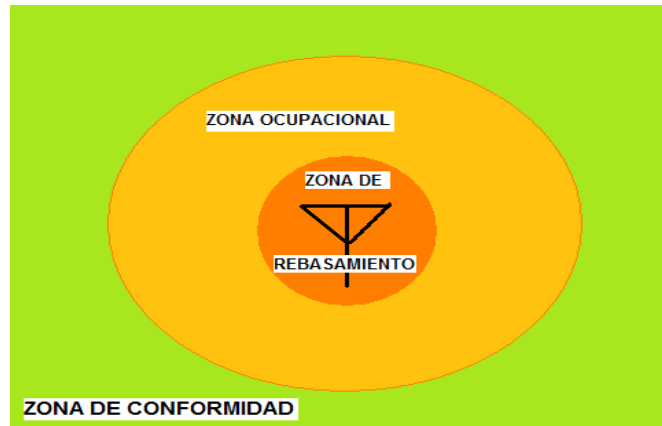 ZONA OCUPACIONAL
ZONA DE
REBASAMIENTO
ZONA DE CONFORMIDAD